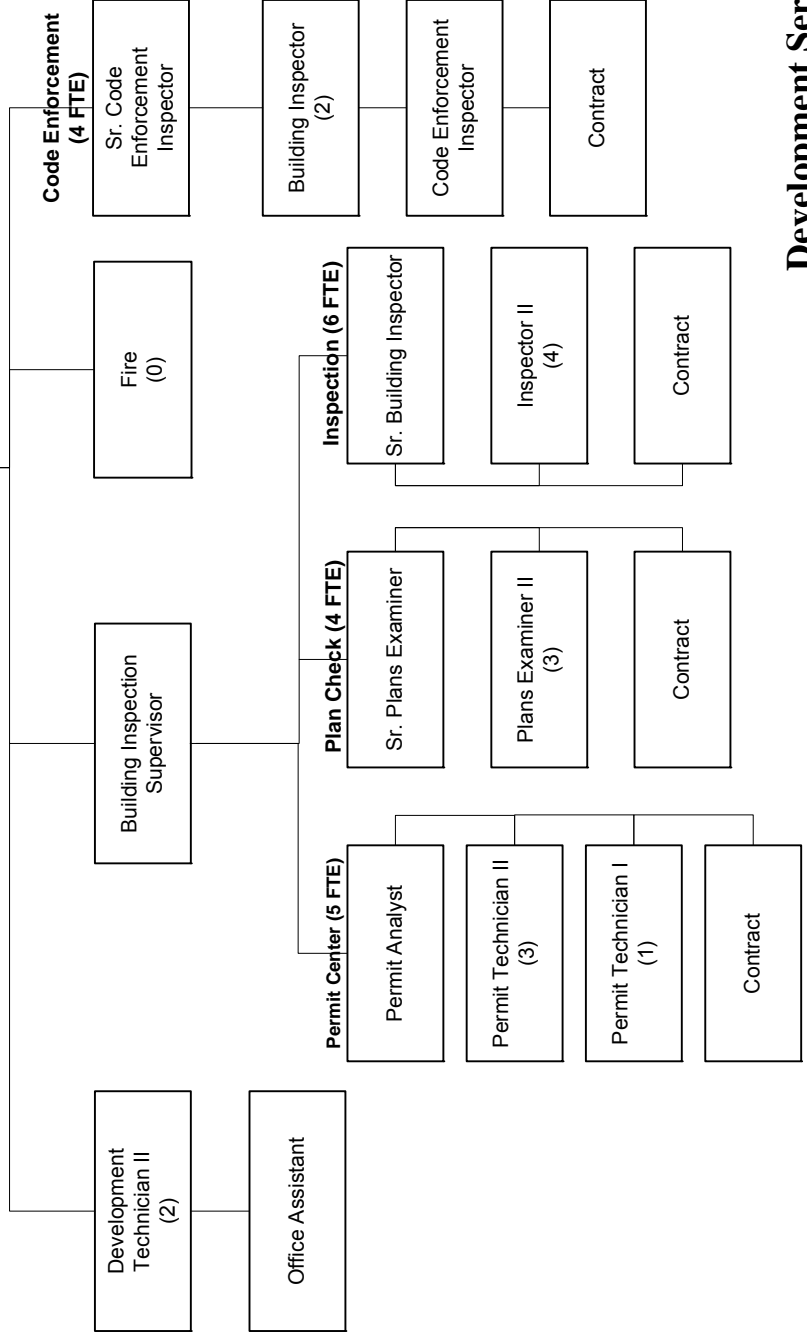 Development
Technician II
(2)
Office Assistant
Building Inspection
Supervisor
Fire
(0)
Code Enforcement
(4 FTE)
Sr. Code
Enforcement
Inspector
Building Inspector
(2)
Code Enforcement
Inspector
Contract
Permit Center (5 FTE)
Permit Analyst
Permit Technician II
(3)
Permit Technician I
(1)
Contract
Plan Check (4 FTE)
Sr. Plans Examiner
Plans Examiner II
(3)
Contract
Inspection (6 FTE)
Sr. Building Inspector
Inspector II
(4)
Contract
Development Ser